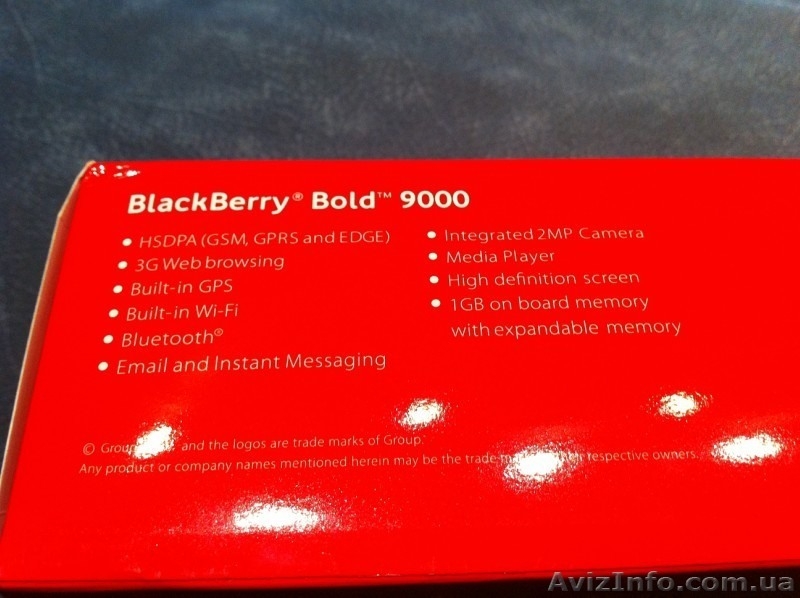 BlackBerry® Bold™ 9000
• HSDPA (GSM, GPRS and EDGE)
• 3G Web browsing
• Built-in GPS
• Built-in Wi-Fi
• Bluetooth®
• Email and Instant Messaging
• Integrated 2MP Camera
• Media Player
• High definition screen
• 1GB on board memory
with expandable memory
© Group and the logos are trade marks of Group.
Any product or company names mentioned herein may be the trade respective owners.
AvizInfo.com.ua